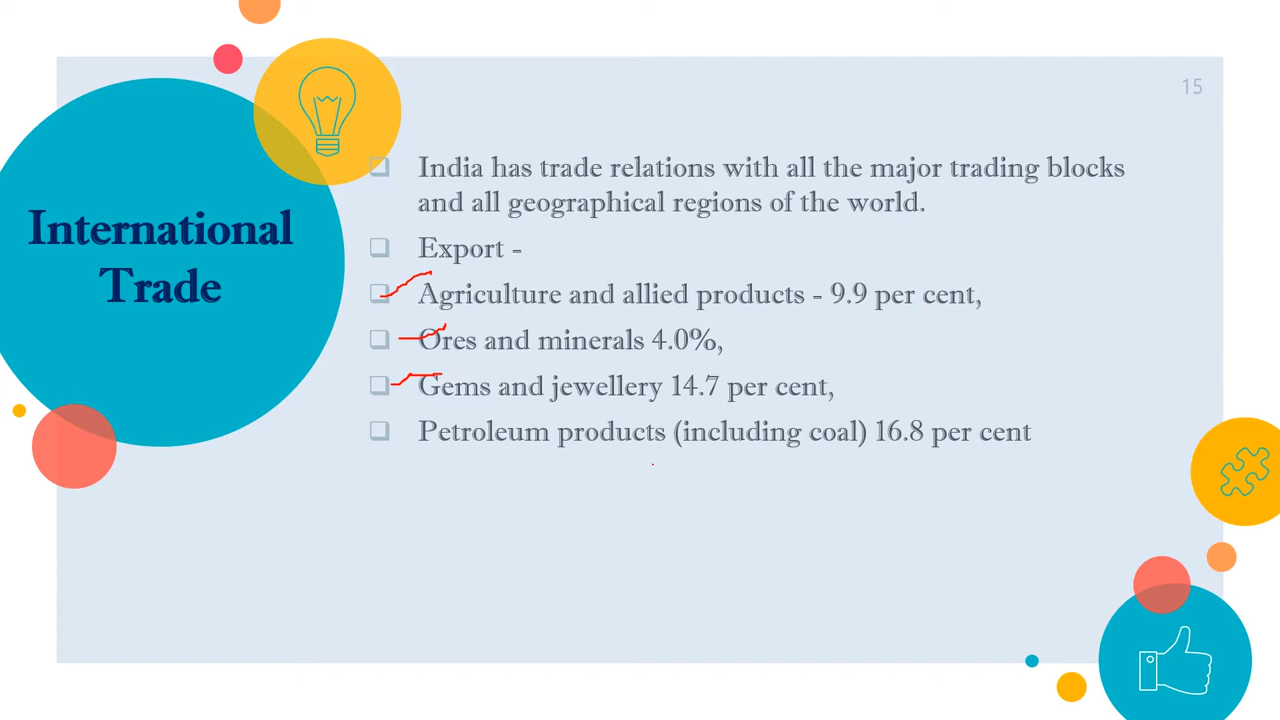 15
International
Trade
India has trade relations with all the major trading blocks
and all geographical regions of the world.
Export -
Agriculture and allied products - 9.9 per cent,
Ores and minerals 4.0%,
Gems and jewellery 14.7 per cent,
Petroleum products (including coal) 16.8 per cent